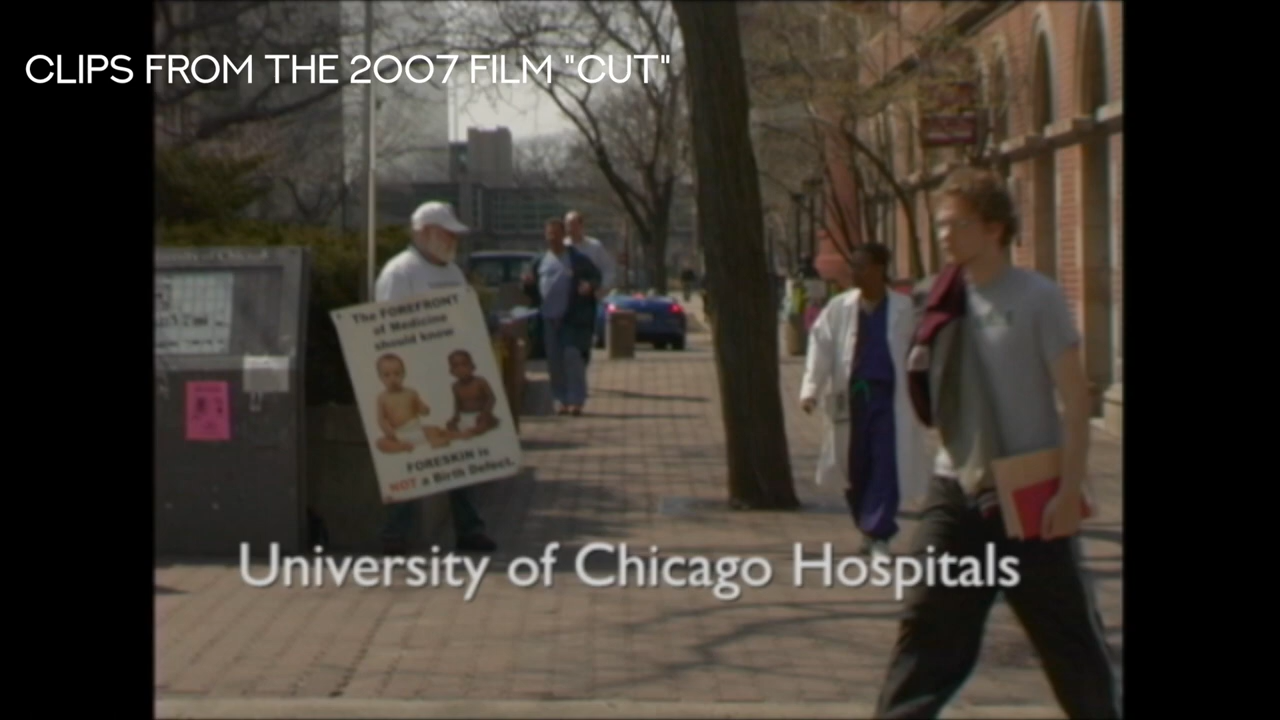 CLIPS FROM THE 2007 FILM "CUT"
The FOREFRONT
of Medicine
should know
FORESKIN is
NOT a Birth Defect.
University of Chicago Hospitals